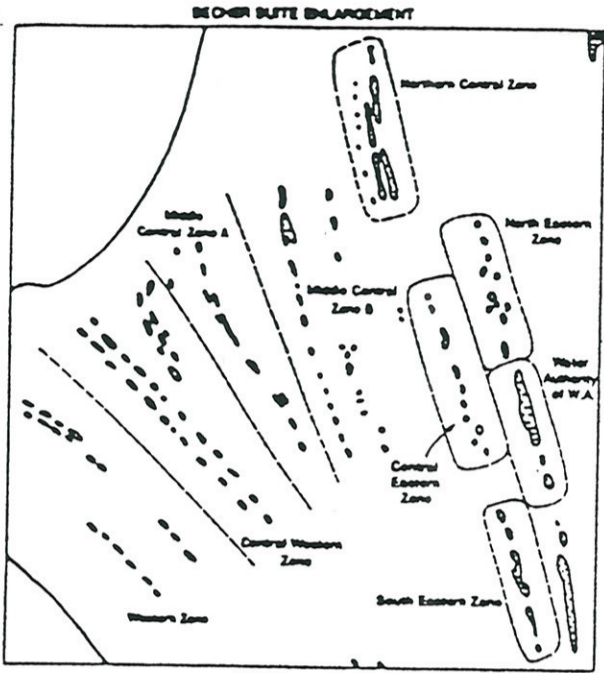 BECHER SUITE ENLARGEMENT
Northern Central Zone
Middle
Central Zone A
North Eastern
Zone
Middle Central
Zone B
Water
Authority
of W.A.
Central
Eastern
Zone
Central Western
Zone
South Eastern Zone
Western Zone